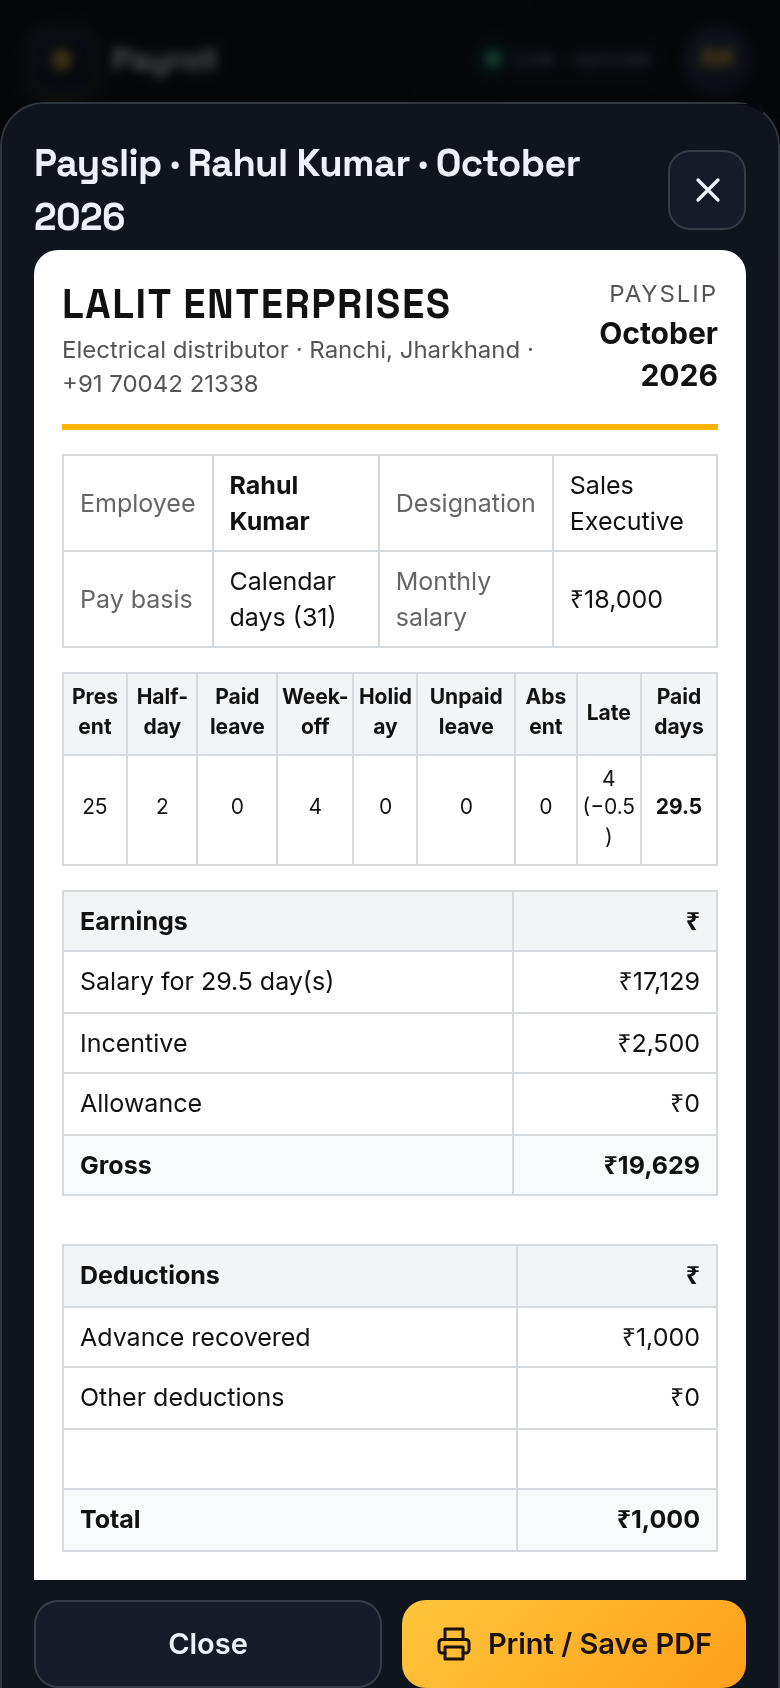 Payroll
Live · synced
Payslip · Rahul Kumar · October
2026
LALIT ENTERPRISES
Electrical distributor · Ranchi, Jharkhand ·
+91 70042 21338
PAYSLIP
October
2026
Employee
Rahul
Kumar
Designation
Sales
Executive
Pay basis
Calendar
days (31)
Monthly
salary
₹18,000
Pres
ent
Half-
day
Paid
leave
Week-
off
Holid
ay
Unpaid
leave
Abs
ent
Late
Paid
days
25
2
0
4
0
0
0
4
(−0.5
)
29.5
Earnings
₹
Salary for 29.5 day(s)
₹17,129
Incentive
₹2,500
Allowance
₹0
Gross
₹19,629
Deductions
₹
Advance recovered
₹1,000
Other deductions
₹0
Total
₹1,000
Close
Print / Save PDF